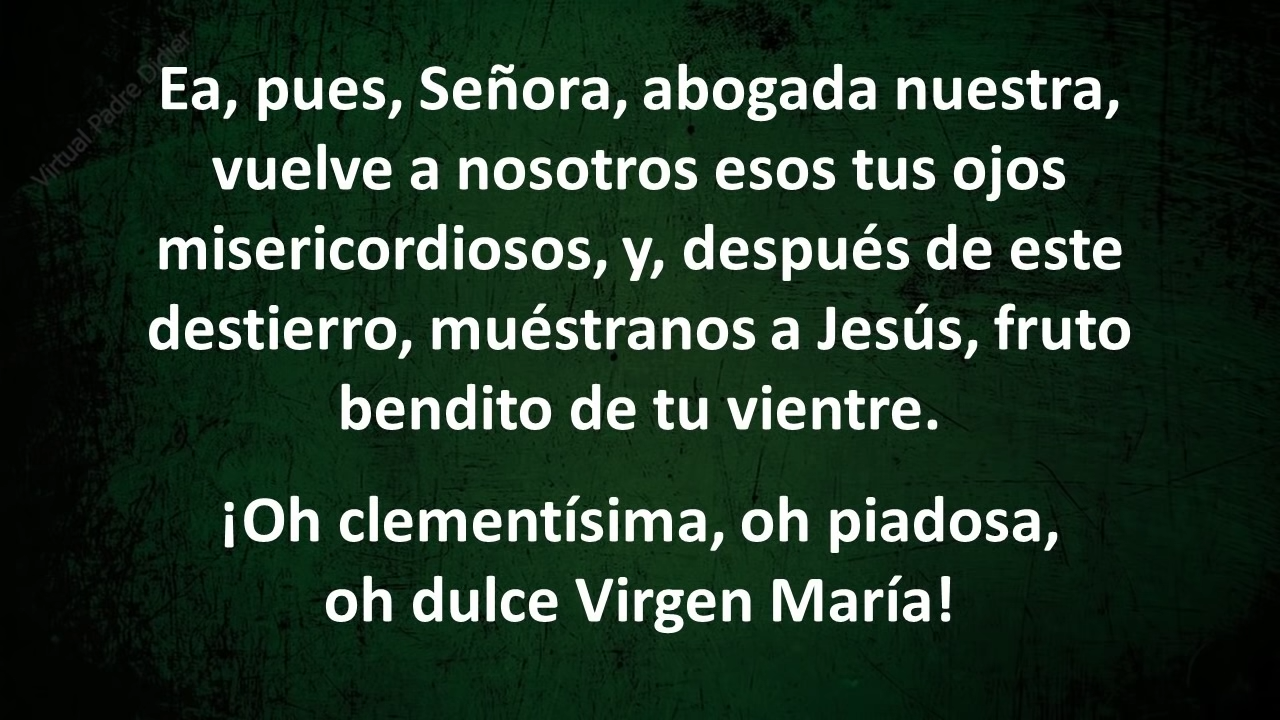 Virtual Padre Didier
Ea, pues, Señora, abogada nuestra,
vuelve a nosotros esos tus ojos
misericordiosos, y, después de este
destierro, muéstranos a Jesús, fruto
bendito de tu vientre.
¡Oh clementísima, oh piadosa,
oh dulce Virgen María!